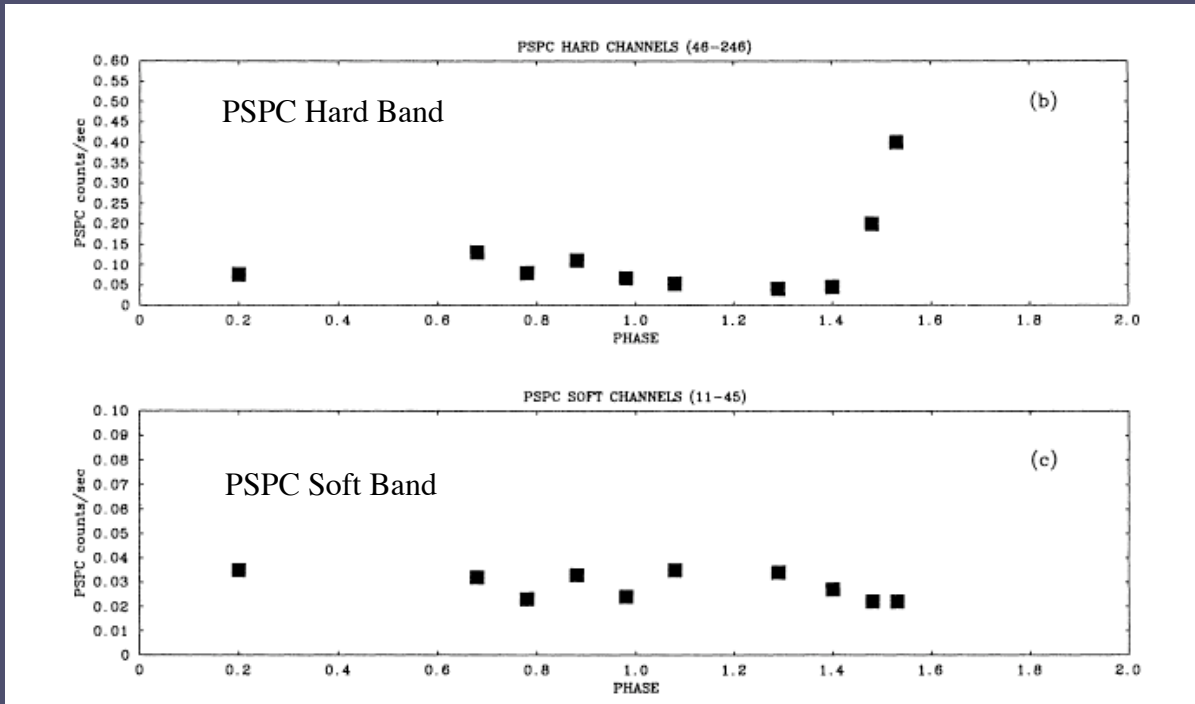 PSPC HARD CHANNELS (46-246)
0.60
0.55
0.50
0.45
0.40
0.35
0.30
0.25
0.20
0.15
0.10
0.05
0
PSPC counts/sec
PSPC Hard Band
(b)
0 0.2 0.4 0.6 0.8 1.0 1.2 1.4 1.6 1.8 2.0
PHASE
PSPC SOFT CHANNELS (11-45)
0.10
0.09
0.08
0.07
0.06
0.05
0.04
0.03
0.02
0.01
0
PSPC counts/sec
PSPC Soft Band
(c)
0 0.2 0.4 0.6 0.8 1.0 1.2 1.4 1.6 1.8 2.0
PHASE